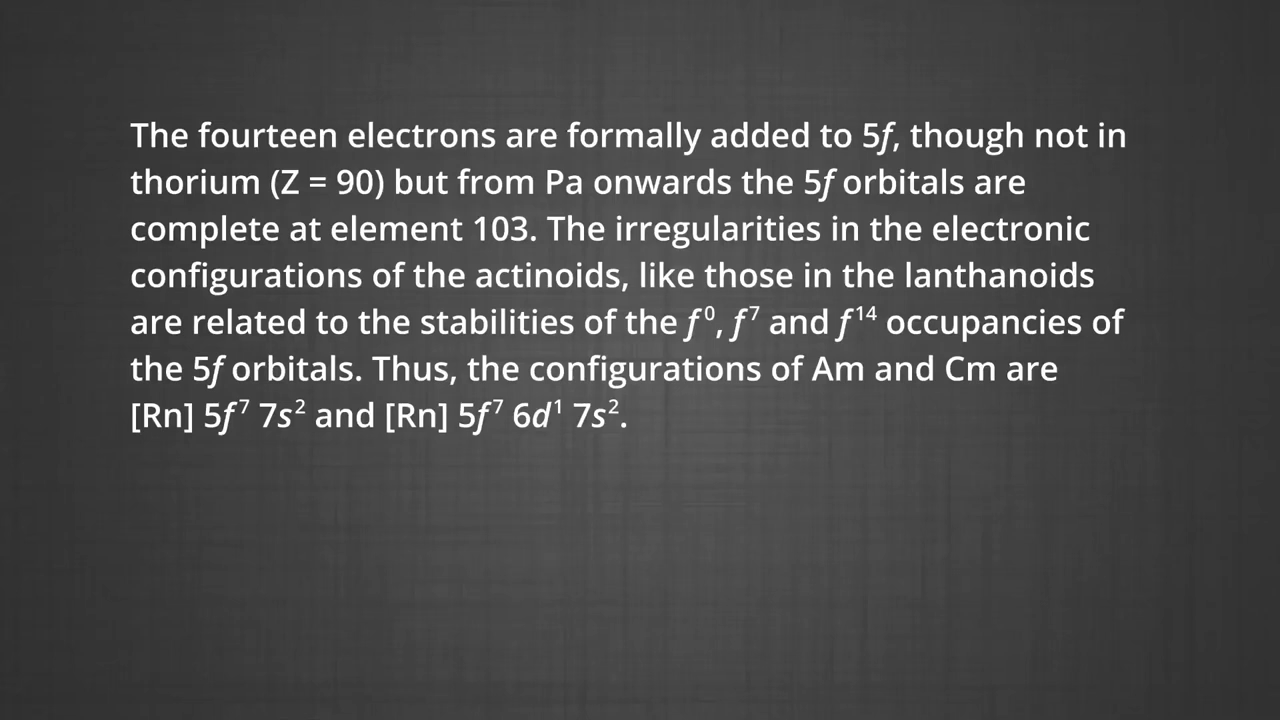 The fourteen electrons are formally added to 5f, though not in
thorium (Z = 90) but from Pa onwards the 5f orbitals are
complete at element 103. The irregularities in the electronic
configurations of the actinoids, like those in the lanthanoids
are related to the stabilities of the f⁰, f⁷ and f¹⁴ occupancies of
the 5f orbitals. Thus, the configurations of Am and Cm are
[Rn] 5f⁷ 7s² and [Rn] 5f⁷ 6d¹ 7s².